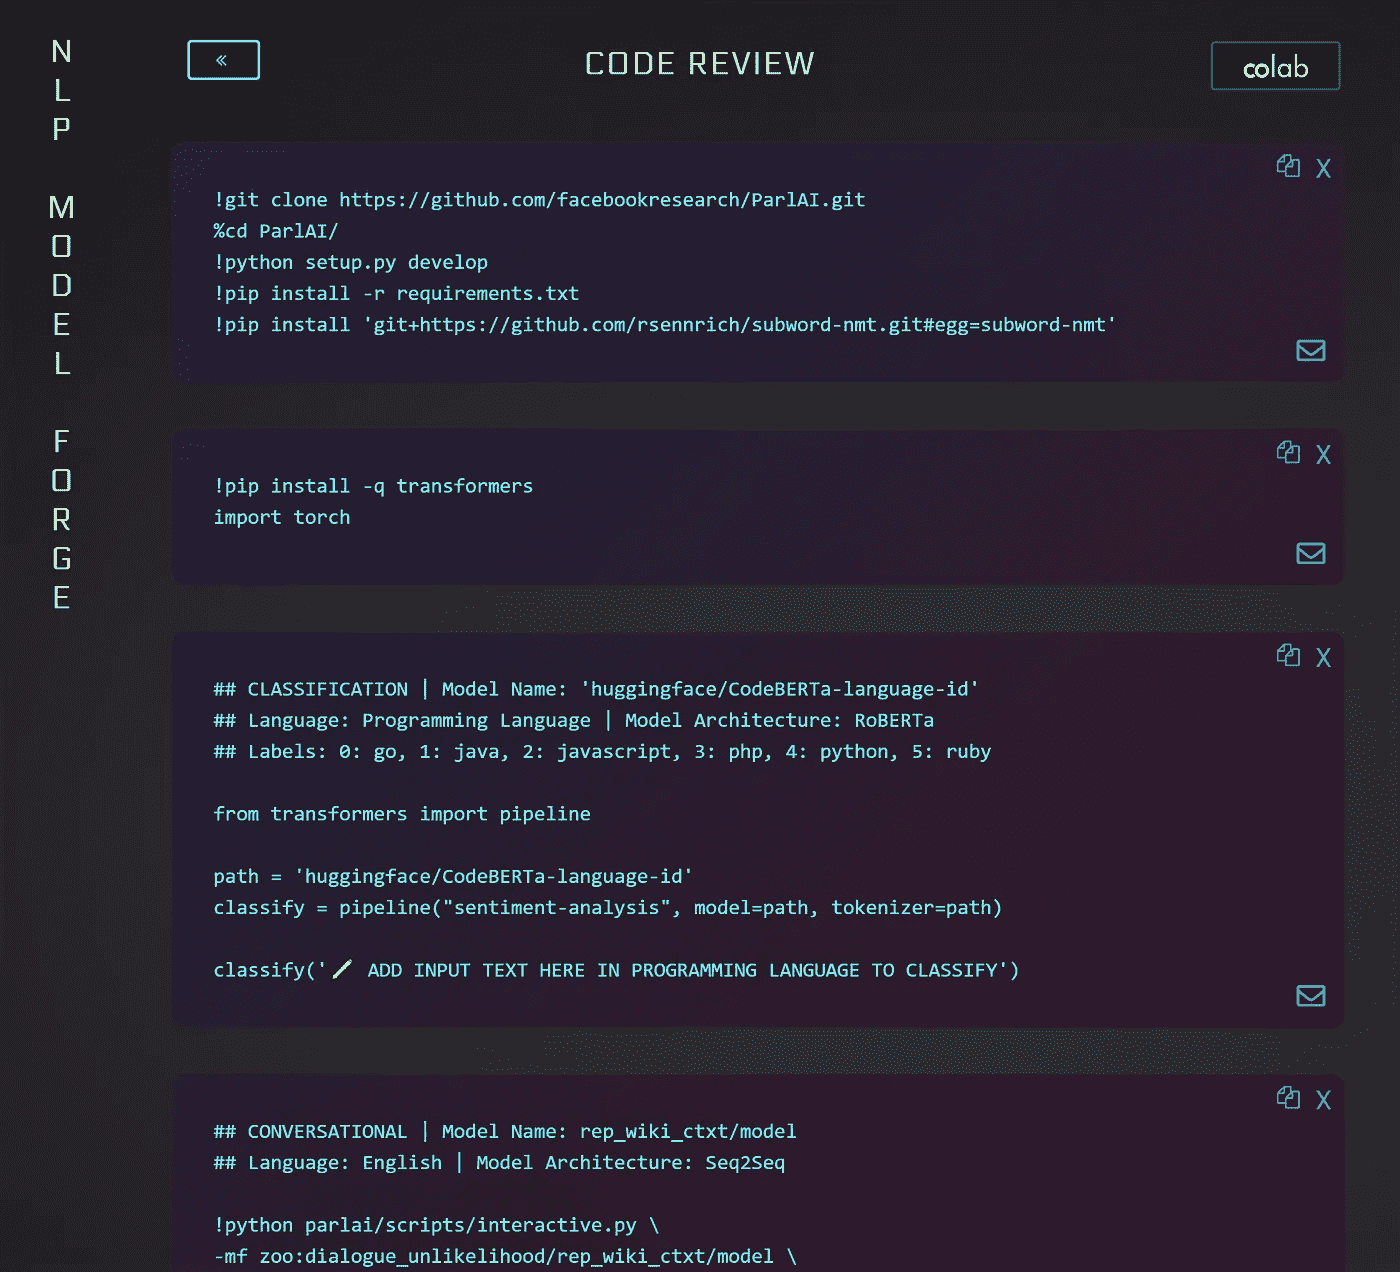 NLP MODEL FORGE
«
CODE REVIEW
colab
X
!git clone https://github.com/facebookresearch/ParlAI.git
%cd ParlAI/
!python setup.py develop
!pip install -r requirements.txt
!pip install 'git+https://github.com/rsennrich/subword-nmt.git#egg=subword-nmt'
X
!pip install -q transformers
import torch
X
## CLASSIFICATION | Model Name: 'huggingface/CodeBERTa-language-id'
## Language: Programming Language | Model Architecture: RoBERTa
## Labels: 0: go, 1: java, 2: javascript, 3: php, 4: python, 5: ruby
from transformers import pipeline
path = 'huggingface/CodeBERTa-language-id'
classify = pipeline("sentiment-analysis", model=path, tokenizer=path)
classify('🖊 ADD INPUT TEXT HERE IN PROGRAMMING LANGUAGE TO CLASSIFY')
X
## CONVERSATIONAL | Model Name: rep_wiki_ctxt/model
## Language: English | Model Architecture: Seq2Seq
!python parlai/scripts/interactive.py \
-mf zoo:dialogue_unlikelihood/rep_wiki_ctxt/model \